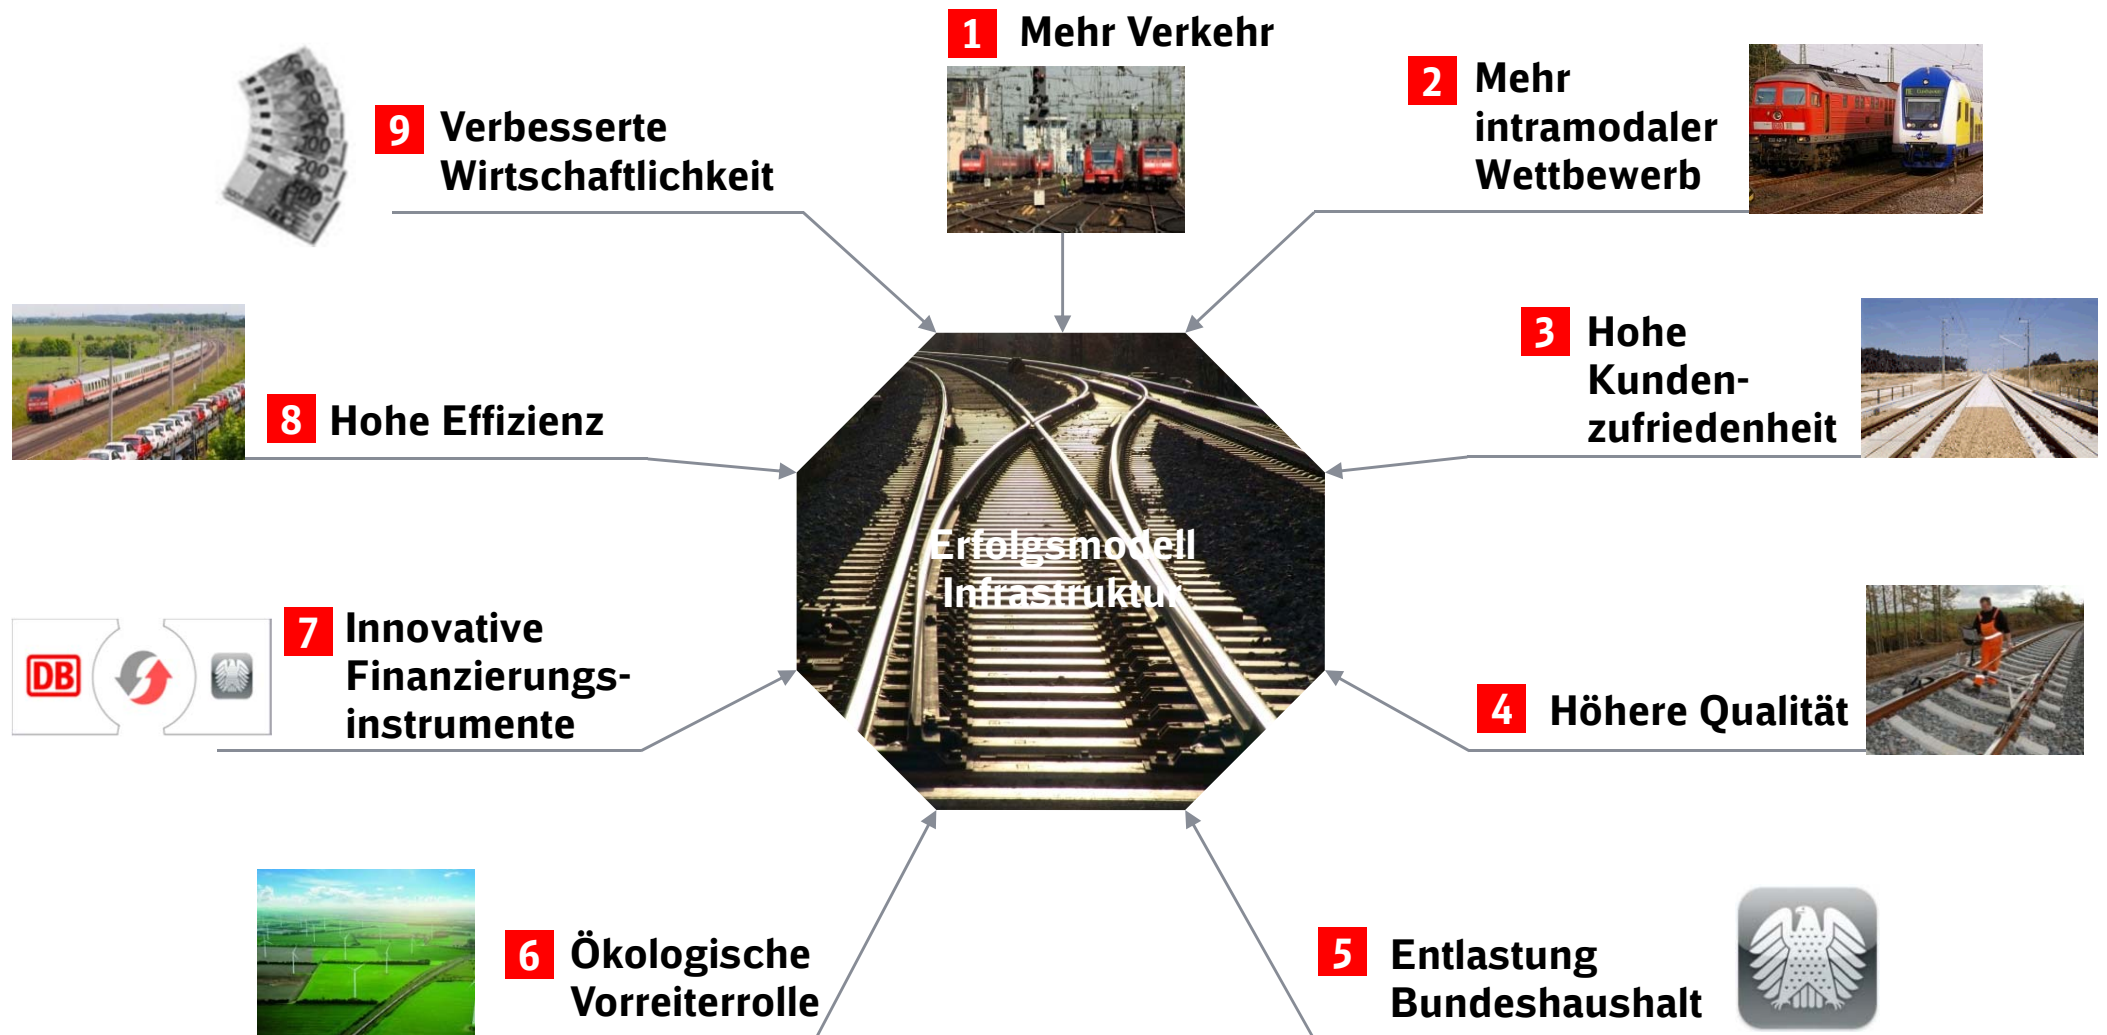 1 Mehr Verkehr
2 Mehr
intramodaler
Wettbewerb
3 Hohe
Kunden-
zufriedenheit
4 Höhere Qualität
5 Entlastung
Bundeshaushalt
6 Ökologische
Vorreiterrolle
7 Innovative
Finanzierungs-
instrumente
DB
8 Hohe Effizienz
9 Verbesserte
Wirtschaftlichkeit
Erfolgsmodell
Infrastruktur
200